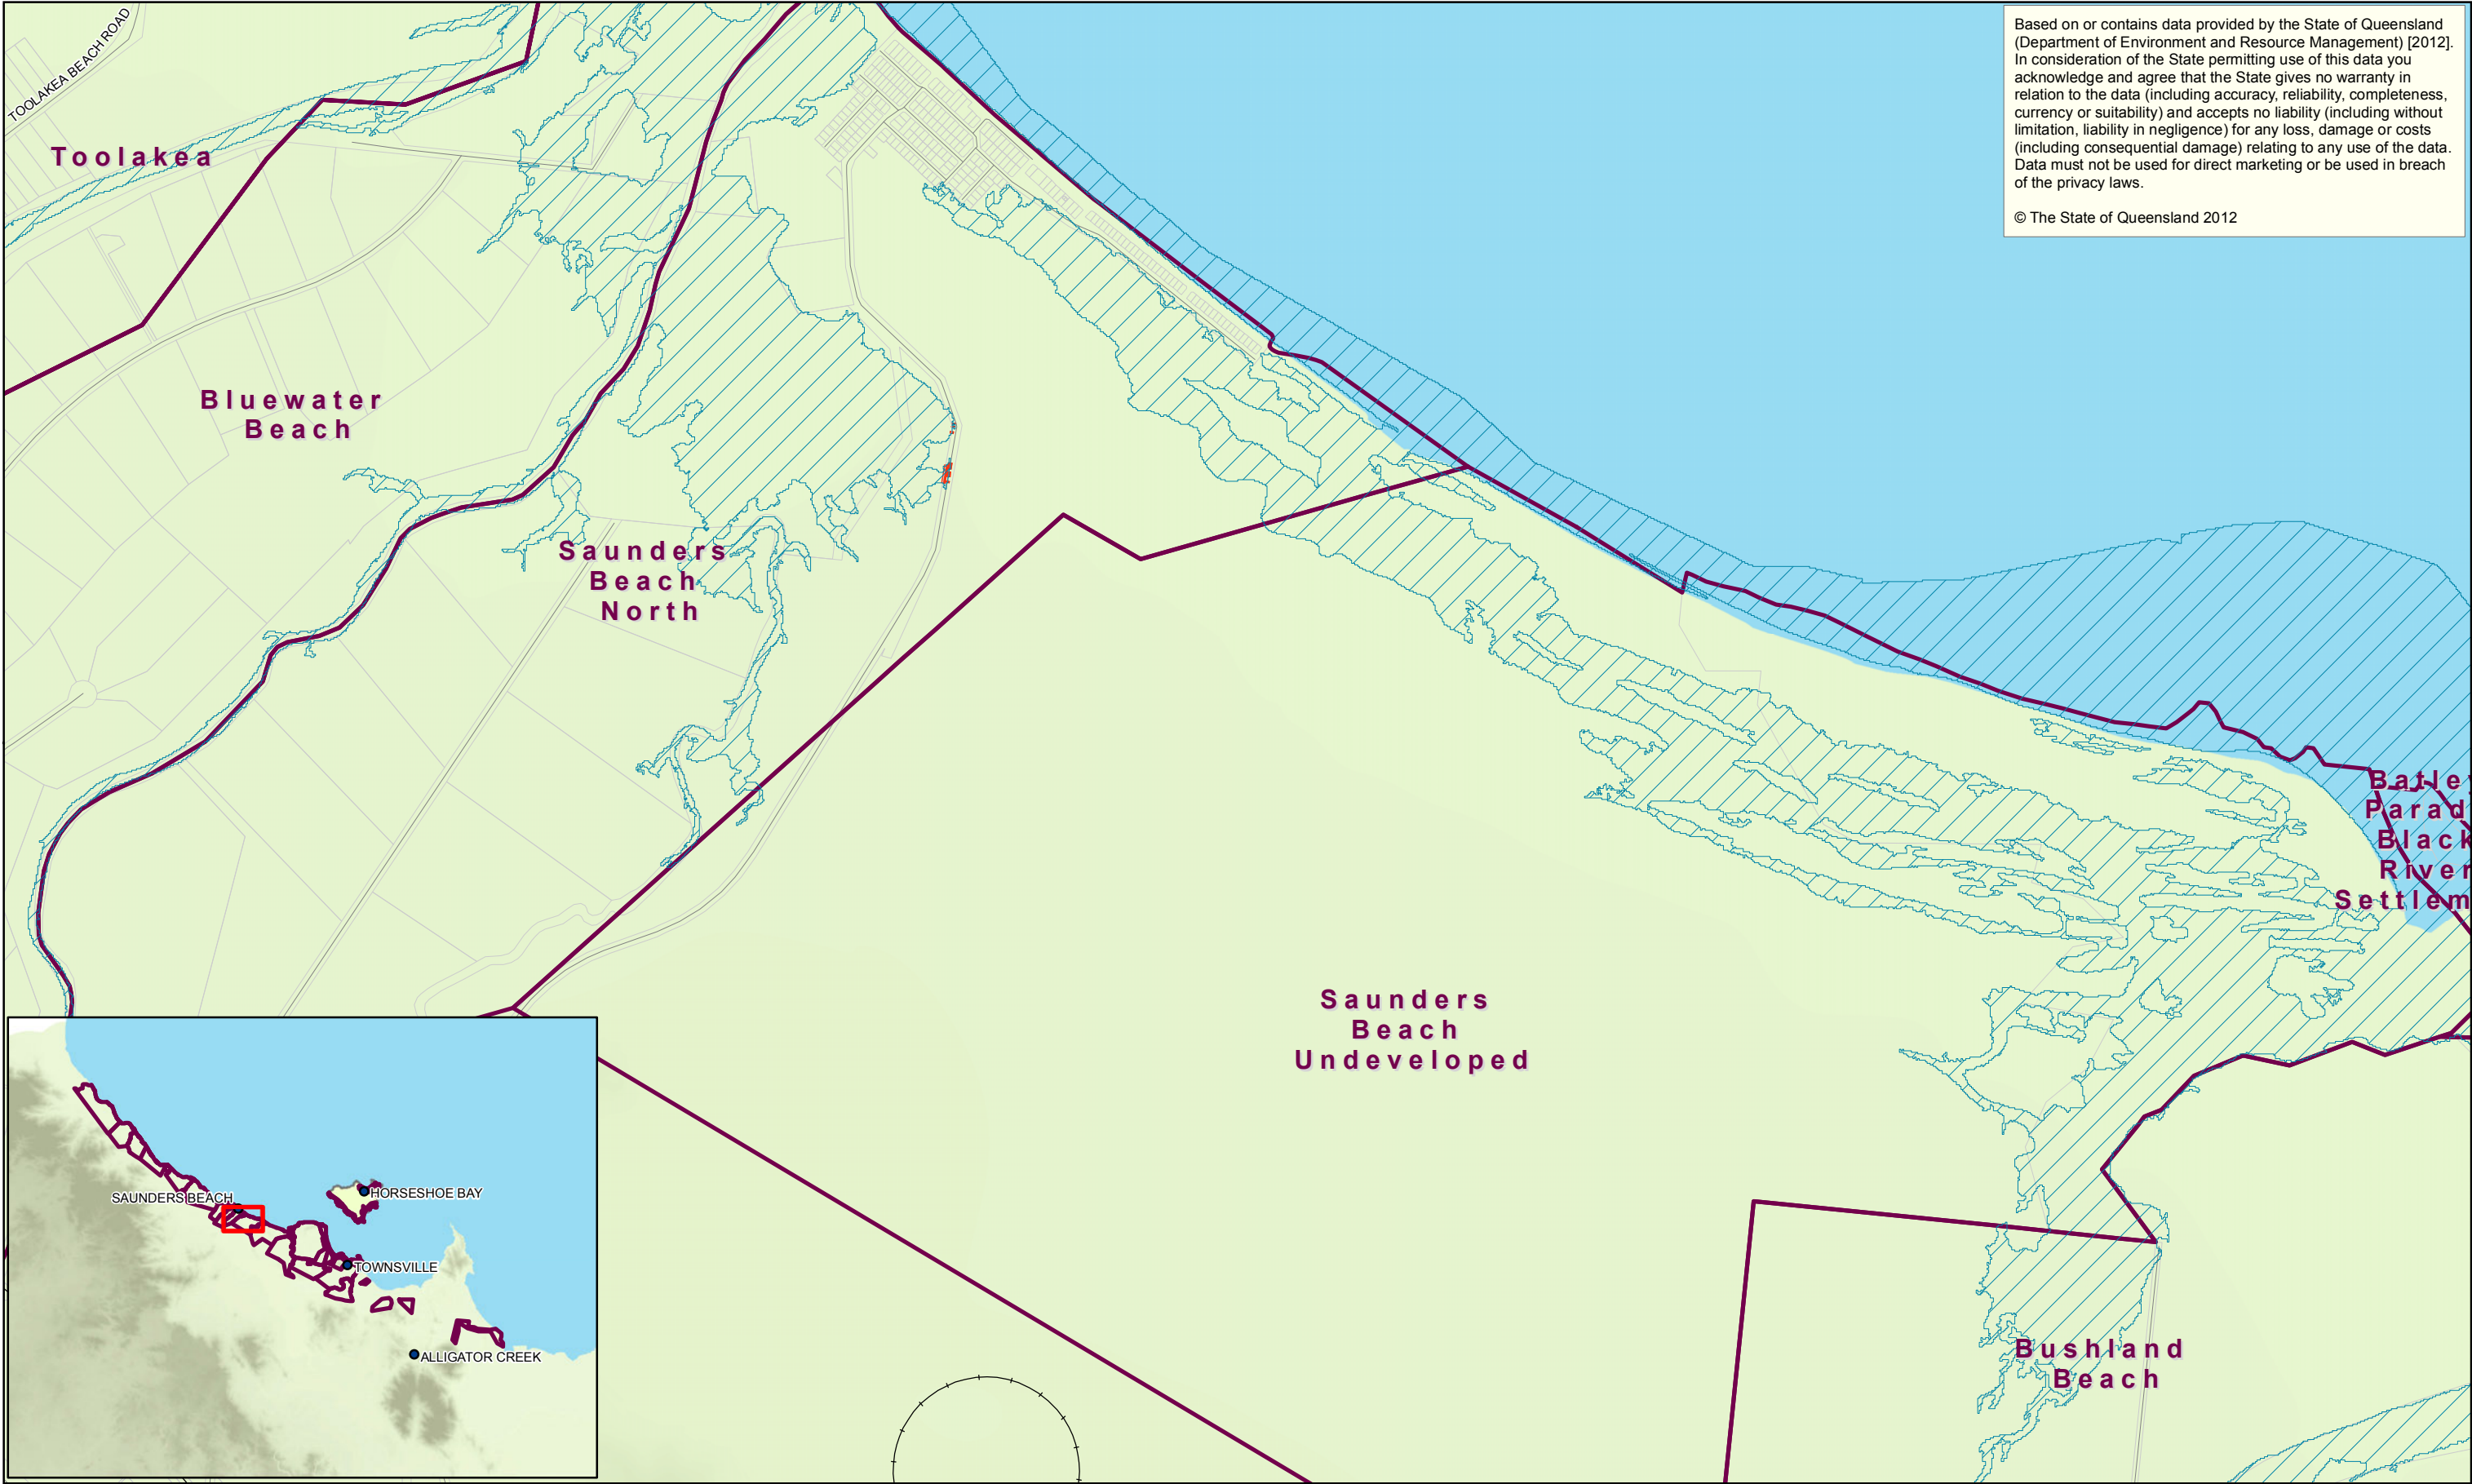 Based on or contains data provided by the State of Queensland
(Department of Environment and Resource Management) [2012].
In consideration of the State permitting use of this data you
acknowledge and agree that the State gives no warranty in
relation to the data (including accuracy, reliability, completeness,
currency or suitability) and accepts no liability (including without
limitation, liability in negligence) for any loss, damage or costs
(including consequential damage) relating to any use of the data.
Data must not be used for direct marketing or be used in breach
of the privacy laws.
© The State of Queensland 2012
TOOLAKEA BEACH ROAD
Toolakea
Bluewater
Beach
Saunders
Beach
North
Batle
Parad
Black
River
Settlem
Saunders
Beach
Undeveloped
Bushland
Beach
SAUNDERS BEACH
HORSESHOE BAY
TOWNSVILLE
ALLIGATOR CREEK